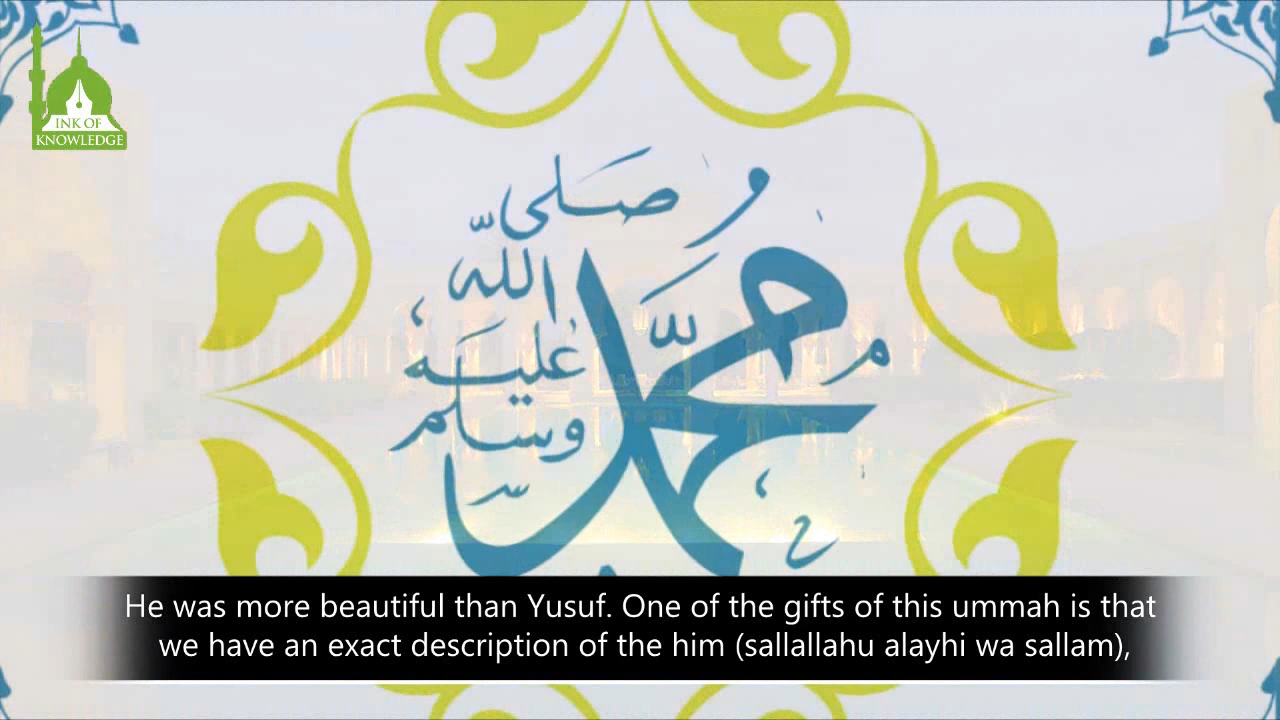 INK OF
KNOWLEDGE
صلى
الله
عليه
وسلم
محمد
He was more beautiful than Yusuf. One of the gifts of this ummah is that
we have an exact description of the him (sallallahu alayhi wa sallam),